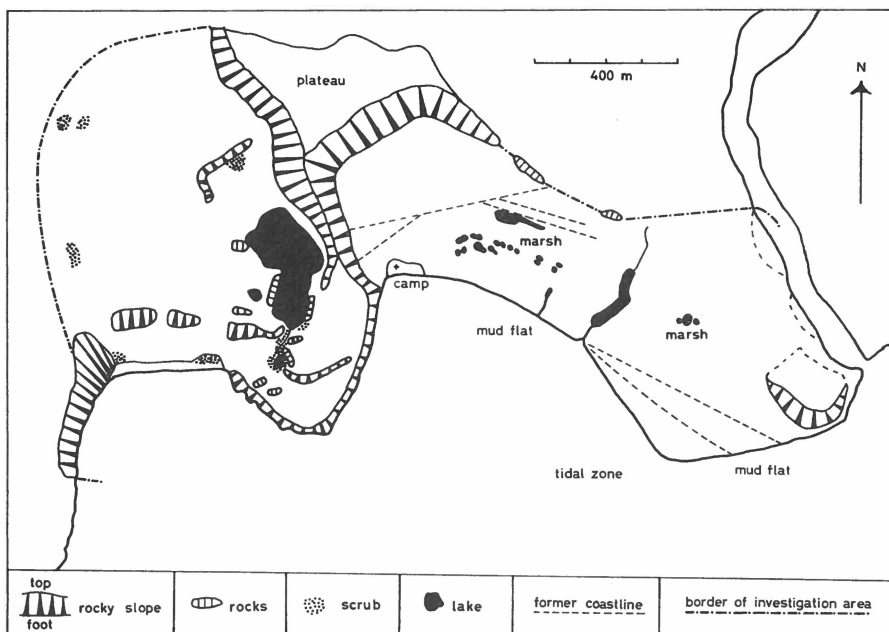 plateau
400 m
N
marsh
camp
mud flat
marsh
tidal zone
mud flat
top
rocky slope
foot
rocks
scrub
lake
former coastline
border of investigation area